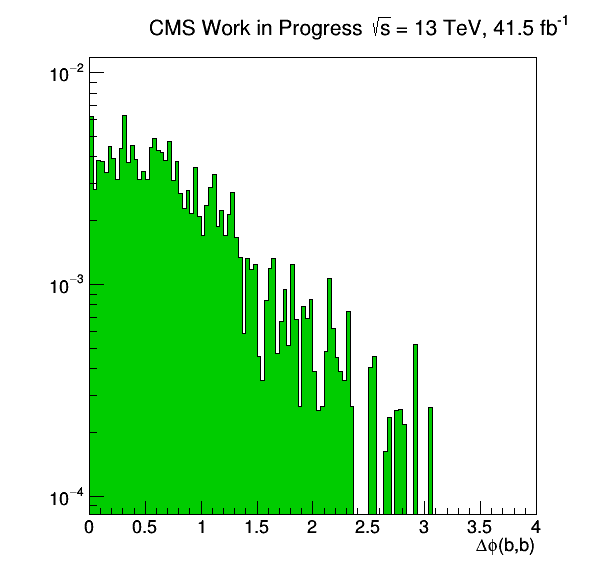 CMS Work in Progress √s = 13 TeV, 41.5 fb⁻¹
10⁻²
10⁻³
10⁻⁴
0 0.5 1 1.5 2 2.5 3 3.5 4
Δϕ(b,b)